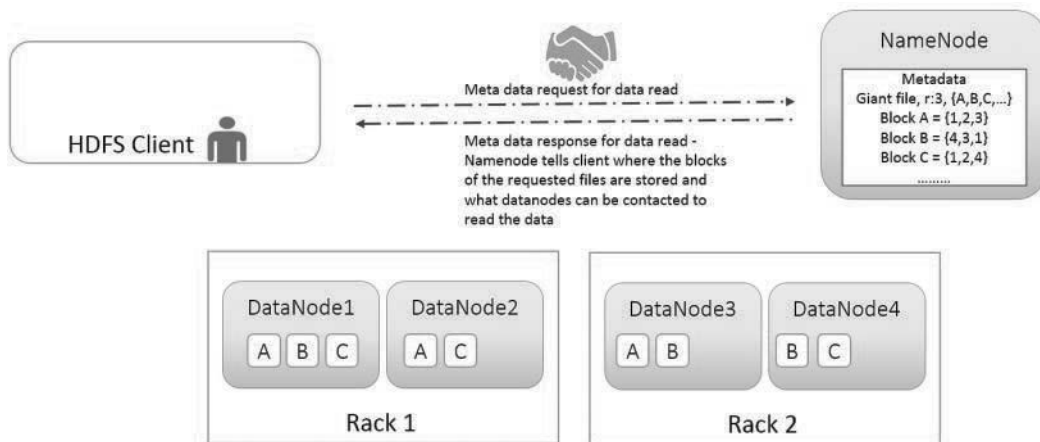 NameNode
Metadata
Giant file, r:3, {A,B,C,...}
Block A = {1,2,3}
Block B = {4,3,1}
Block C = {1,2,4}
.........
HDFS Client
Meta data request for data read
Meta data response for data read -
Namenode tells client where the blocks
of the requested files are stored and
what datanodes can be contacted to
read the data
DataNode1
A B C
DataNode2
A C
Rack 1
DataNode3
A B
DataNode4
B C
Rack 2